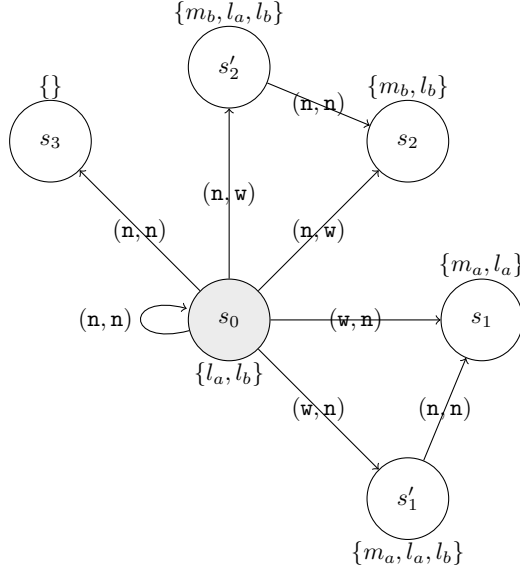 {m_b, l_a, l_b}
s′_2
{}
s_3
(n, n)
{m_b, l_b}
s_2
(n, w)
(n, n)
(n, w)
(n, n)
s_0
{l_a, l_b}
(w, n)
{m_a, l_a}
s_1
(w, n)
(n, n)
s′_1
{m_a, l_a, l_b}